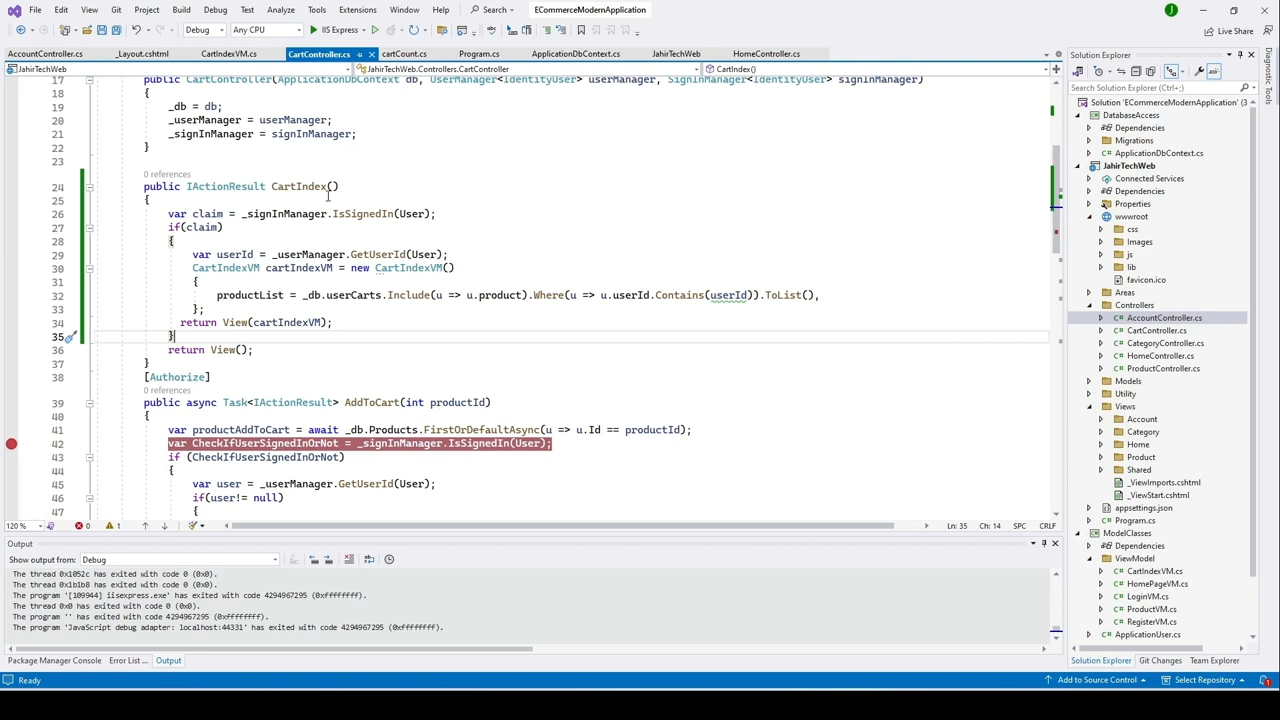 File Edit View Git Project Build Debug Test Analyze Tools Extensions Window Help Search ECommerceModernApplication J
Debug Any CPU IIS Express Live Share
AccountController.cs _Layout.cshtml CartIndexVM.cs CartController.cs cartCount.cs Program.cs ApplicationDbContext.cs JahirTechWeb HomeController.cs
JahirTechWeb JahirTechWeb.Controllers.CartController CartIndex()
17 public CartController(ApplicationDbContext db, UserManager<IdentityUser> userManager, SignInManager<IdentityUser> signInManager)
18 {
19 _db = db;
20 _userManager = userManager;
21 _signInManager = signInManager;
22 }
23
0 references
24 public IActionResult CartIndex()
25 {
26 var claim = _signInManager.IsSignedIn(User);
27 if(claim)
28 {
29 var userId = _userManager.GetUserId(User);
30 CartIndexVM cartIndexVM = new CartIndexVM()
31 {
32 productList = _db.userCarts.Include(u => u.product).Where(u => u.userId.Contains(userId)).ToList(),
33 };
34 return View(cartIndexVM);
35 }
36 return View();
37 }
38 [Authorize]
0 references
39 public async Task<IActionResult> AddToCart(int productId)
40 {
41 var productAddToCart = await _db.Products.FirstOrDefaultAsync(u => u.Id == productId);
42 var CheckIfUserSignedInOrNot = _signInManager.IsSignedIn(User);
43 if (CheckIfUserSignedInOrNot)
44 {
45 var user = _userManager.GetUserId(User);
46 if(user!= null)
47 {
120 % 0 1 Ln: 35 Ch: 14 SPC CRLF
Output
Show output from: Debug
The thread 0x1052c has exited with code 0 (0x0).
The thread 0x1b1b8 has exited with code 0 (0x0).
The program '[109944] iisexpress.exe' has exited with code 4294967295 (0xffffffff).
The thread 0x0 has exited with code 0 (0x0).
The program '' has exited with code 4294967295 (0xffffffff).
The program 'JavaScript debug adapter: localhost:44331' has exited with code 4294967295 (0xffffffff).
Package Manager Console Error List ... Output
Solution Explorer
Search Solution Explorer (Ctrl+;)
Solution 'ECommerceModernApplication' (3
DatabaseAccess
Dependencies
Migrations
ApplicationDbContext.cs
JahirTechWeb
Connected Services
Dependencies
Properties
wwwroot
css
Images
js
lib
favicon.ico
Areas
Controllers
AccountController.cs
CartController.cs
CategoryController.cs
HomeController.cs
ProductController.cs
Models
Utility
Views
Account
Category
Home
Product
Shared
_ViewImports.cshtml
_ViewStart.cshtml
appsettings.json
Program.cs
ModelClasses
Dependencies
ViewModel
CartIndexVM.cs
HomePageVM.cs
LoginVM.cs
ProductVM.cs
RegisterVM.cs
ApplicationUser.cs
Solution Explorer Git Changes Team Explorer
Diagnostic Tools
Ready Add to Source Control Select Repository 1